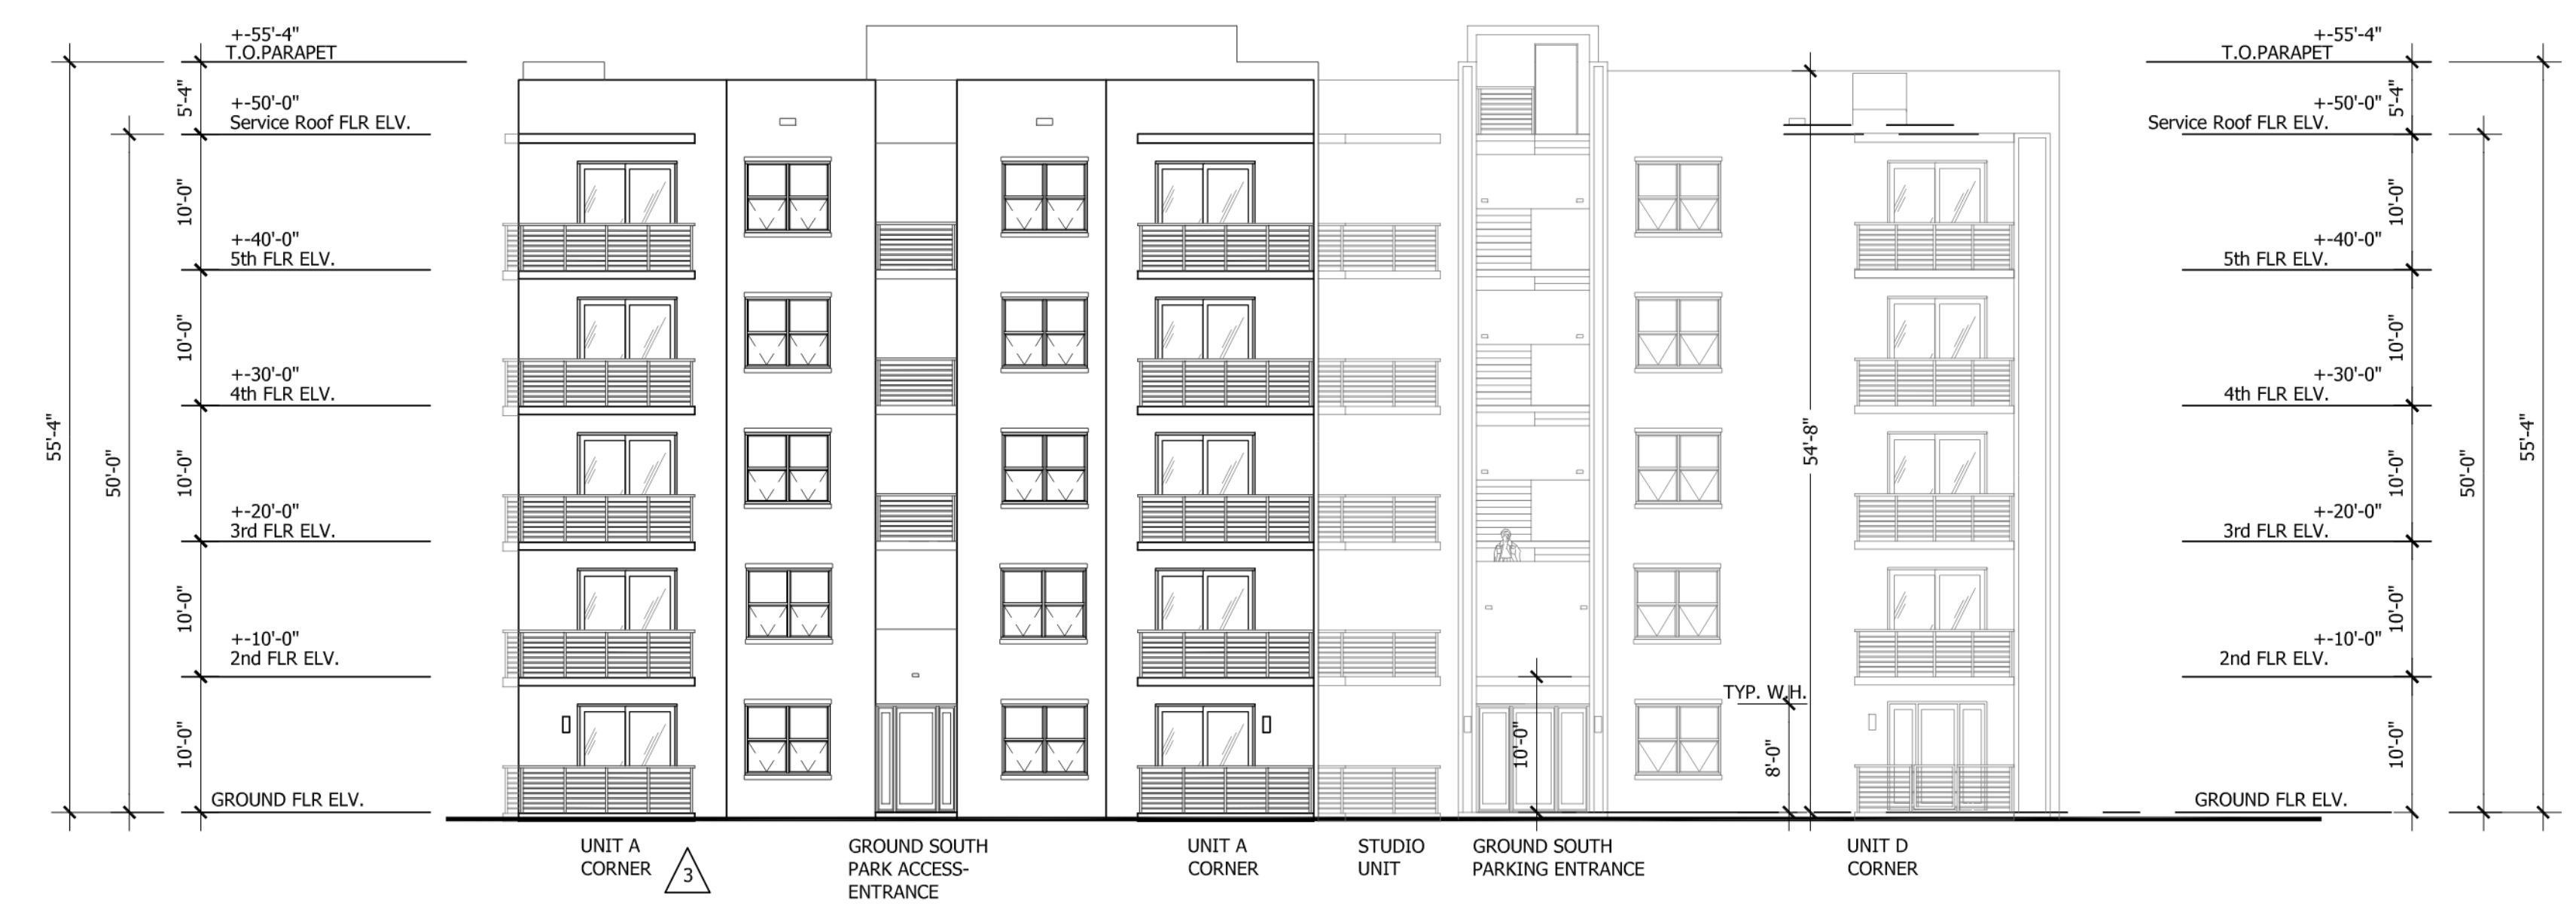 +-55'-4"
T.O.PARAPET
5'-4"
+-50'-0"
Service Roof FLR ELV.
10'-0"
+-40'-0"
5th FLR ELV.
10'-0"
+-30'-0"
4th FLR ELV.
10'-0"
+-20'-0"
3rd FLR ELV.
10'-0"
+-10'-0"
2nd FLR ELV.
10'-0"
GROUND FLR ELV.
55'-4"
50'-0"
54'-8"
TYP. W.H.
10'-0"
8'-0"
+-55'-4"
T.O.PARAPET
5'-4"
+-50'-0"
Service Roof FLR ELV.
10'-0"
+-40'-0"
5th FLR ELV.
10'-0"
+-30'-0"
4th FLR ELV.
10'-0"
+-20'-0"
3rd FLR ELV.
10'-0"
+-10'-0"
2nd FLR ELV.
10'-0"
GROUND FLR ELV.
50'-0"
55'-4"
UNIT A
CORNER
3
GROUND SOUTH
PARK ACCESS-
ENTRANCE
UNIT A
CORNER
STUDIO
UNIT
GROUND SOUTH
PARKING ENTRANCE
UNIT D
CORNER